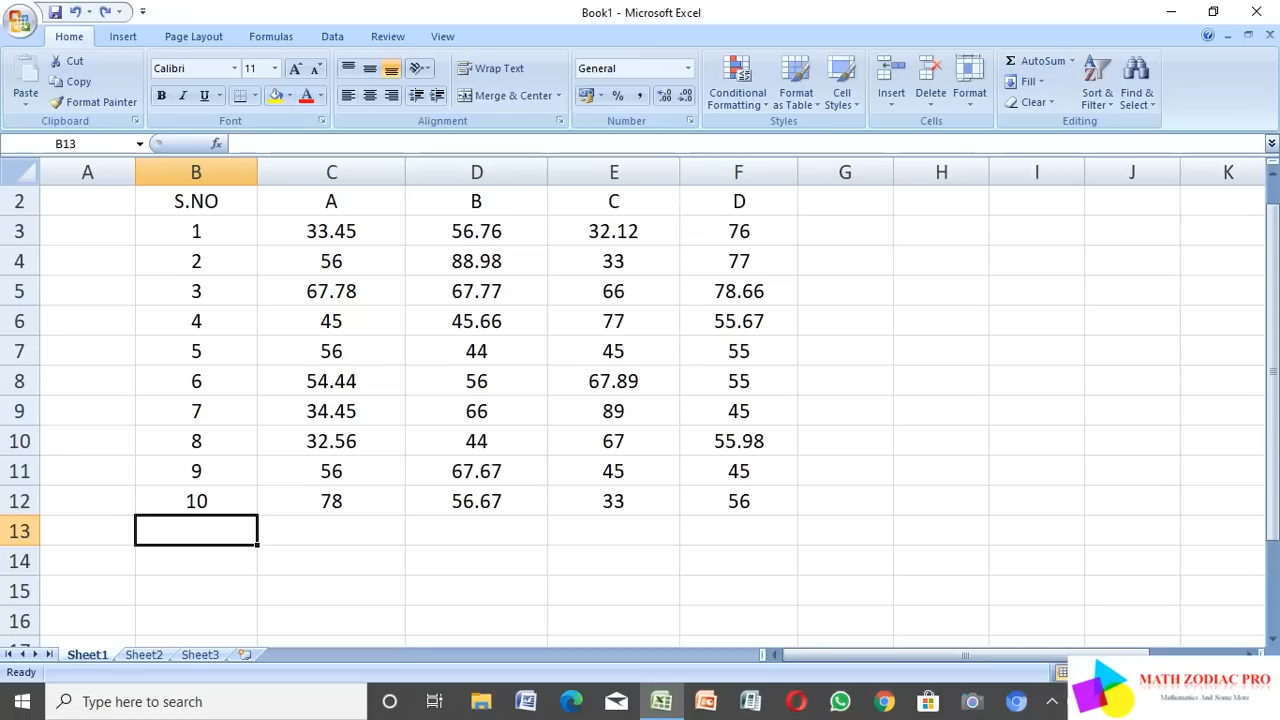 Book1 - Microsoft Excel
Home Insert Page Layout Formulas Data Review View
Paste
Cut
Copy
Format Painter
Clipboard
Calibri 11
B I U
Font
Wrap Text
Merge & Center
Alignment
General
% ,
Number
Conditional Formatting
Format as Table
Cell Styles
Styles
Insert Delete Format
Cells
Σ AutoSum
Fill
Clear
Sort & Filter
Find & Select
Editing
B13 fx
A B C D E F G H I J K
2 S.NO A B C D
3 1 33.45 56.76 32.12 76
4 2 56 88.98 33 77
5 3 67.78 67.77 66 78.66
6 4 45 45.66 77 55.67
7 5 56 44 45 55
8 6 54.44 56 67.89 55
9 7 34.45 66 89 45
10 8 32.56 44 67 55.98
11 9 56 67.67 45 45
12 10 78 56.67 33 56
13
14
15
16
17
Sheet1 Sheet2 Sheet3
Ready
Type here to search
MATH ZODIAC PRO
Mathematics And Some More